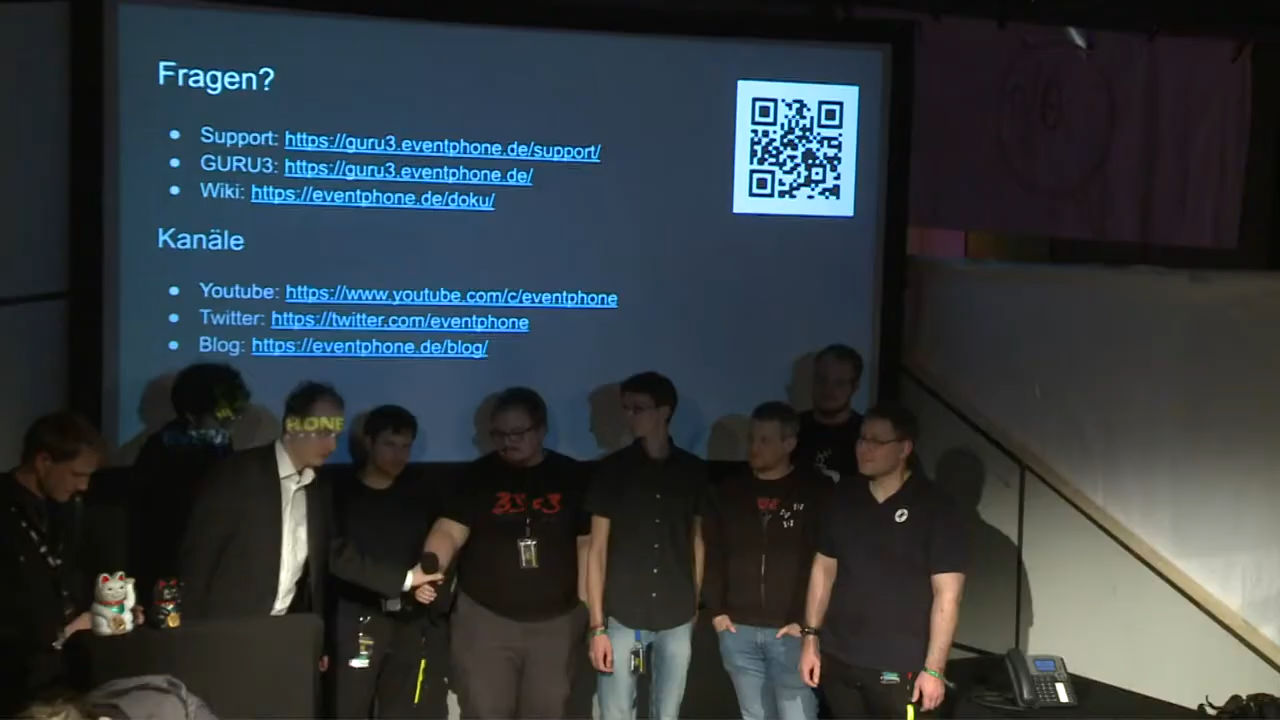 Fragen?
Support: https://guru3.eventphone.de/support/
GURU3: https://guru3.eventphone.de/
Wiki: https://eventphone.de/doku/
Kanäle
Youtube: https://www.youtube.com/c/eventphone
Twitter: https://twitter.com/eventphone
Blog: https://eventphone.de/blog/